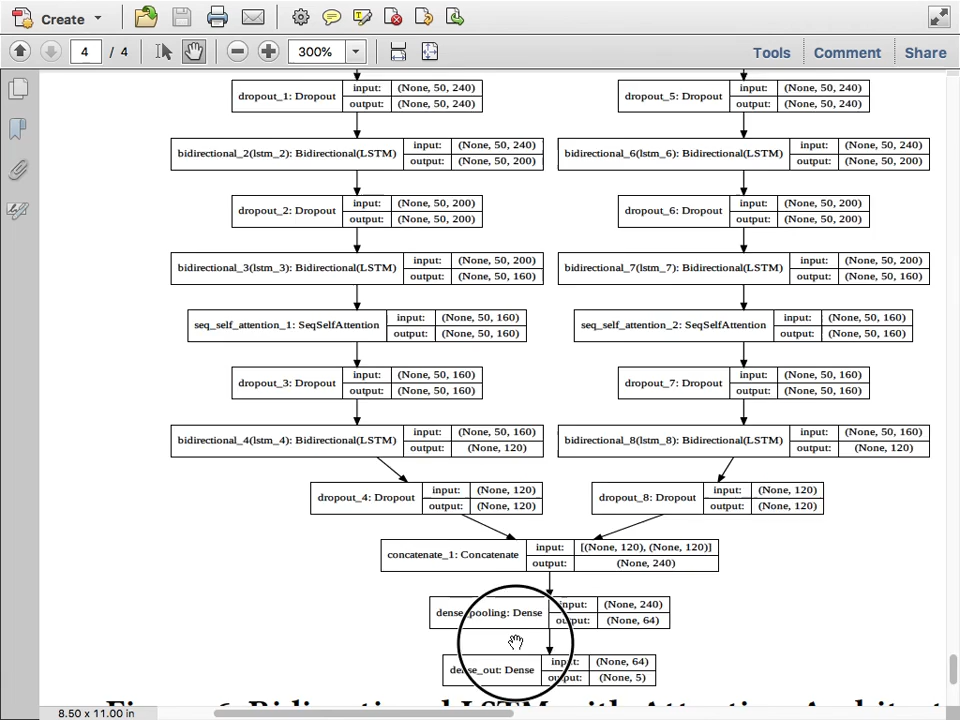 Create
4 / 4 300% Tools Comment Share
dropout_1: Dropout input: (None, 50, 240) output: (None, 50, 240)
dropout_5: Dropout input: (None, 50, 240) output: (None, 50, 240)
bidirectional_2(lstm_2): Bidirectional(LSTM) input: (None, 50, 240) output: (None, 50, 200)
bidirectional_6(lstm_6): Bidirectional(LSTM) input: (None, 50, 240) output: (None, 50, 200)
dropout_2: Dropout input: (None, 50, 200) output: (None, 50, 200)
dropout_6: Dropout input: (None, 50, 200) output: (None, 50, 200)
bidirectional_3(lstm_3): Bidirectional(LSTM) input: (None, 50, 200) output: (None, 50, 160)
bidirectional_7(lstm_7): Bidirectional(LSTM) input: (None, 50, 200) output: (None, 50, 160)
seq_self_attention_1: SeqSelfAttention input: (None, 50, 160) output: (None, 50, 160)
seq_self_attention_2: SeqSelfAttention input: (None, 50, 160) output: (None, 50, 160)
dropout_3: Dropout input: (None, 50, 160) output: (None, 50, 160)
dropout_7: Dropout input: (None, 50, 160) output: (None, 50, 160)
bidirectional_4(lstm_4): Bidirectional(LSTM) input: (None, 50, 160) output: (None, 120)
bidirectional_8(lstm_8): Bidirectional(LSTM) input: (None, 50, 160) output: (None, 120)
dropout_4: Dropout input: (None, 120) output: (None, 120)
dropout_8: Dropout input: (None, 120) output: (None, 120)
concatenate_1: Concatenate input: [(None, 120), (None, 120)] output: (None, 240)
dense_pooling: Dense input: (None, 240) output: (None, 64)
dense_out: Dense input: (None, 64) output: (None, 5)
Bidirectional LSTM with Attention
8.50 x 11.00 in